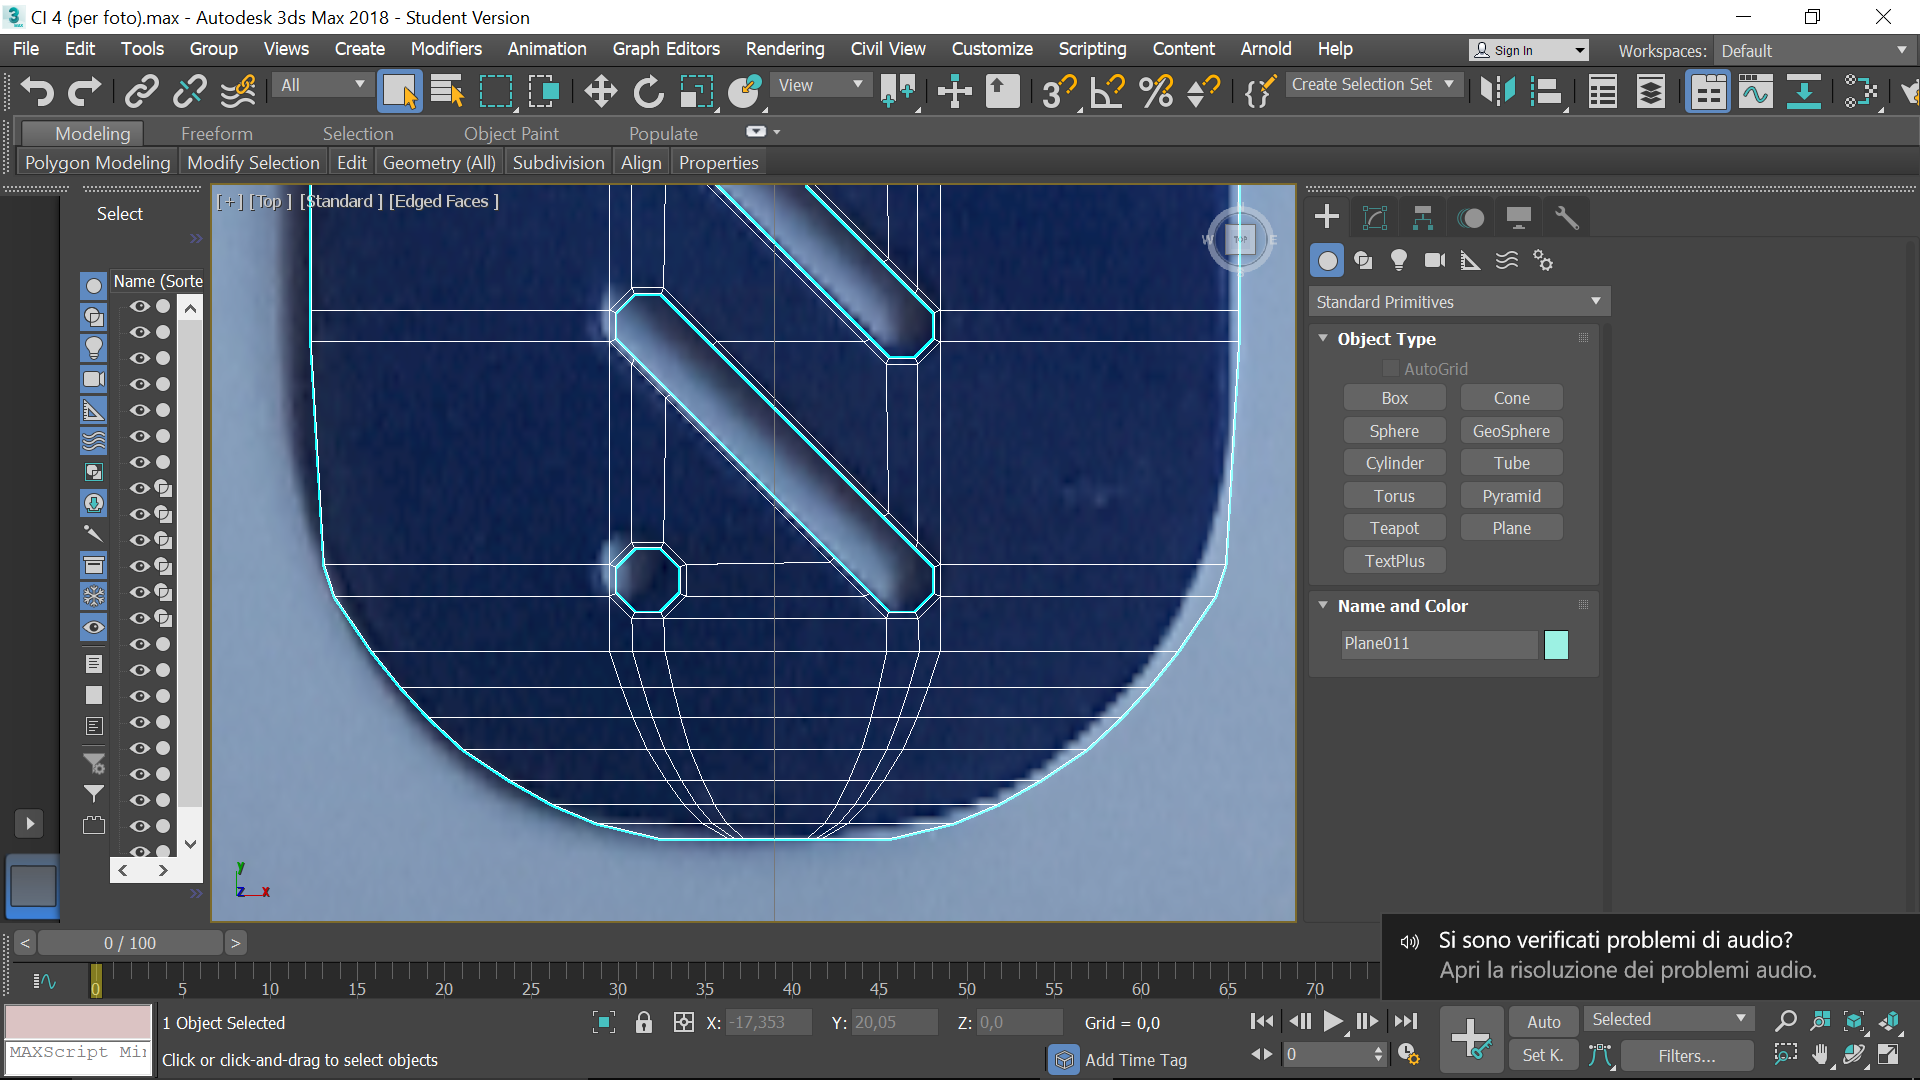 CI 4 (per foto).max - Autodesk 3ds Max 2018 - Student Version
File Edit Tools Group Views Create Modifiers Animation Graph Editors Rendering Civil View Customize Scripting Content Arnold Help Sign In Workspaces: Default
All View Create Selection Set
Modeling Freeform Selection Object Paint Populate
Polygon Modeling Modify Selection Edit Geometry (All) Subdivision Align Properties
[+] [Top ] [Standard ] [Edged Faces ]
Select
Name (Sorte
W TOP E
Standard Primitives
Object Type
AutoGrid
Box Cone
Sphere GeoSphere
Cylinder Tube
Torus Pyramid
Teapot Plane
TextPlus
Name and Color
Plane011
y
z x
< 0 / 100 >
Si sono verificati problemi di audio?
Apri la risoluzione dei problemi audio.
0 5 10 15 20 25 30 35 40 45 50 55 60 65 70
1 Object Selected X: -17,353 Y: 20,05 Z: 0,0 Grid = 0,0 Auto Selected
MAXScript Mi
Click or click-and-drag to select objects Add Time Tag 0 Set K. Filters...